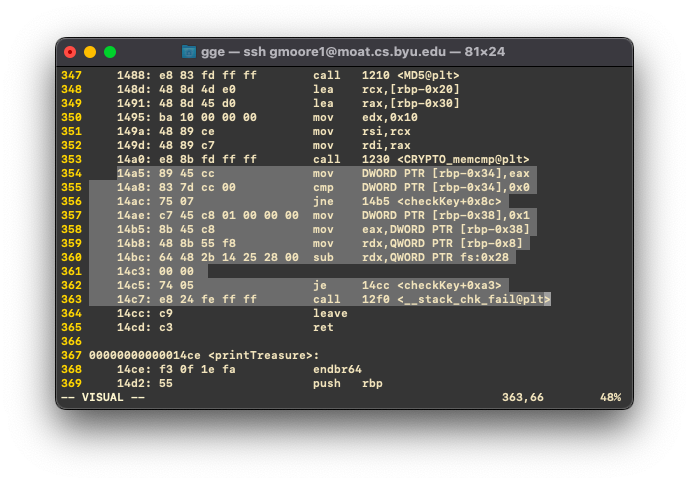 gge — ssh gmoore1@moat.cs.byu.edu — 81×24
347     1488: e8 83 fd ff ff        call   1210 <MD5@plt>
348     148d: 48 8d 4d e0           lea    rcx,[rbp-0x20]
349     1491: 48 8d 45 d0           lea    rax,[rbp-0x30]
350     1495: ba 10 00 00 00        mov    edx,0x10
351     149a: 48 89 ce              mov    rsi,rcx
352     149d: 48 89 c7              mov    rdi,rax
353     14a0: e8 8b fd ff ff        call   1230 <CRYPTO_memcmp@plt>
354     14a5: 89 45 cc              mov    DWORD PTR [rbp-0x34],eax
355     14a8: 83 7d cc 00           cmp    DWORD PTR [rbp-0x34],0x0
356     14ac: 75 07                 jne    14b5 <checkKey+0x8c>
357     14ae: c7 45 c8 01 00 00 00  mov    DWORD PTR [rbp-0x38],0x1
358     14b5: 8b 45 c8              mov    eax,DWORD PTR [rbp-0x38]
359     14b8: 48 8b 55 f8           mov    rdx,QWORD PTR [rbp-0x8]
360     14bc: 64 48 2b 14 25 28 00  sub    rdx,QWORD PTR fs:0x28
361     14c3: 00 00
362     14c5: 74 05                 je     14cc <checkKey+0xa3>
363     14c7: e8 24 fe ff ff        call   12f0 <__stack_chk_fail@plt>
364     14cc: c9                    leave
365     14cd: c3                    ret
366
367 00000000000014ce <printTreasure>:
368     14ce: f3 0f 1e fa           endbr64
369     14d2: 55                    push   rbp
-- VISUAL --                                    363,66        48%